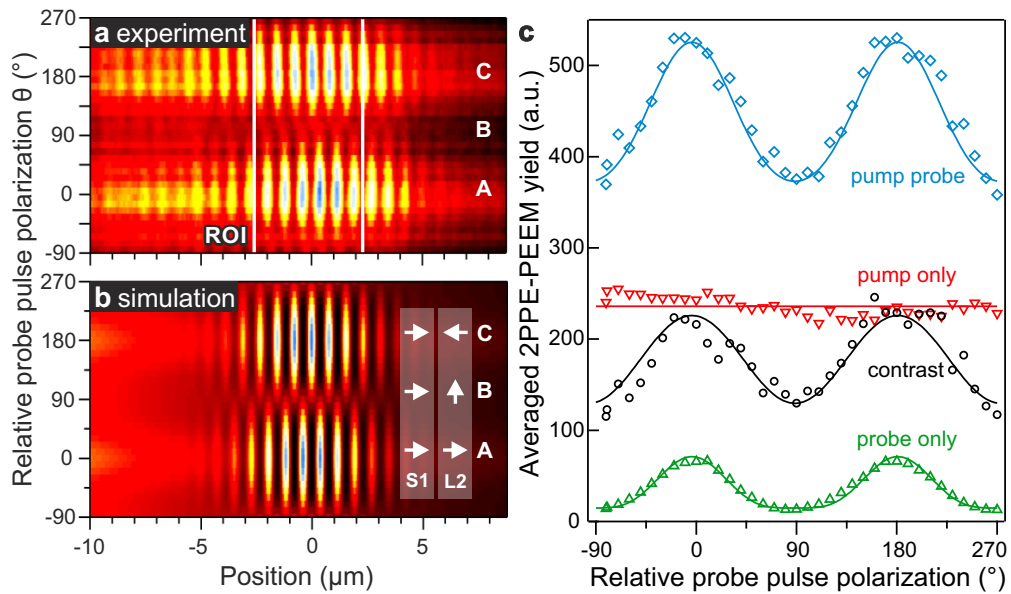 Relative probe pulse polarization θ (°)
a experiment
270
180
90
0
-90
C
B
A
ROI
b simulation
270
180
90
0
-90
C
B
A
S1 L2
-10 -5 0 5
Position (μm)
c
Averaged 2PPE-PEEM yield (a.u.)
500
400
300
200
100
0
pump probe
pump only
contrast
probe only
-90 0 90 180 270
Relative probe pulse polarization (°)